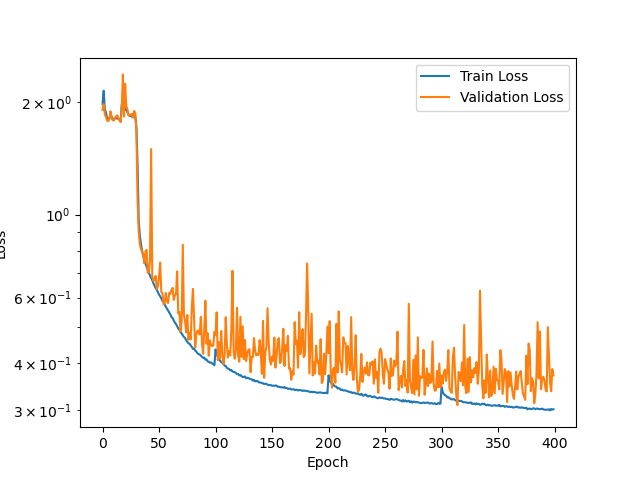 Train Loss
Validation Loss
2 × 10⁰
10⁰
6 × 10⁻¹
4 × 10⁻¹
3 × 10⁻¹
Loss
0 50 100 150 200 250 300 350 400
Epoch